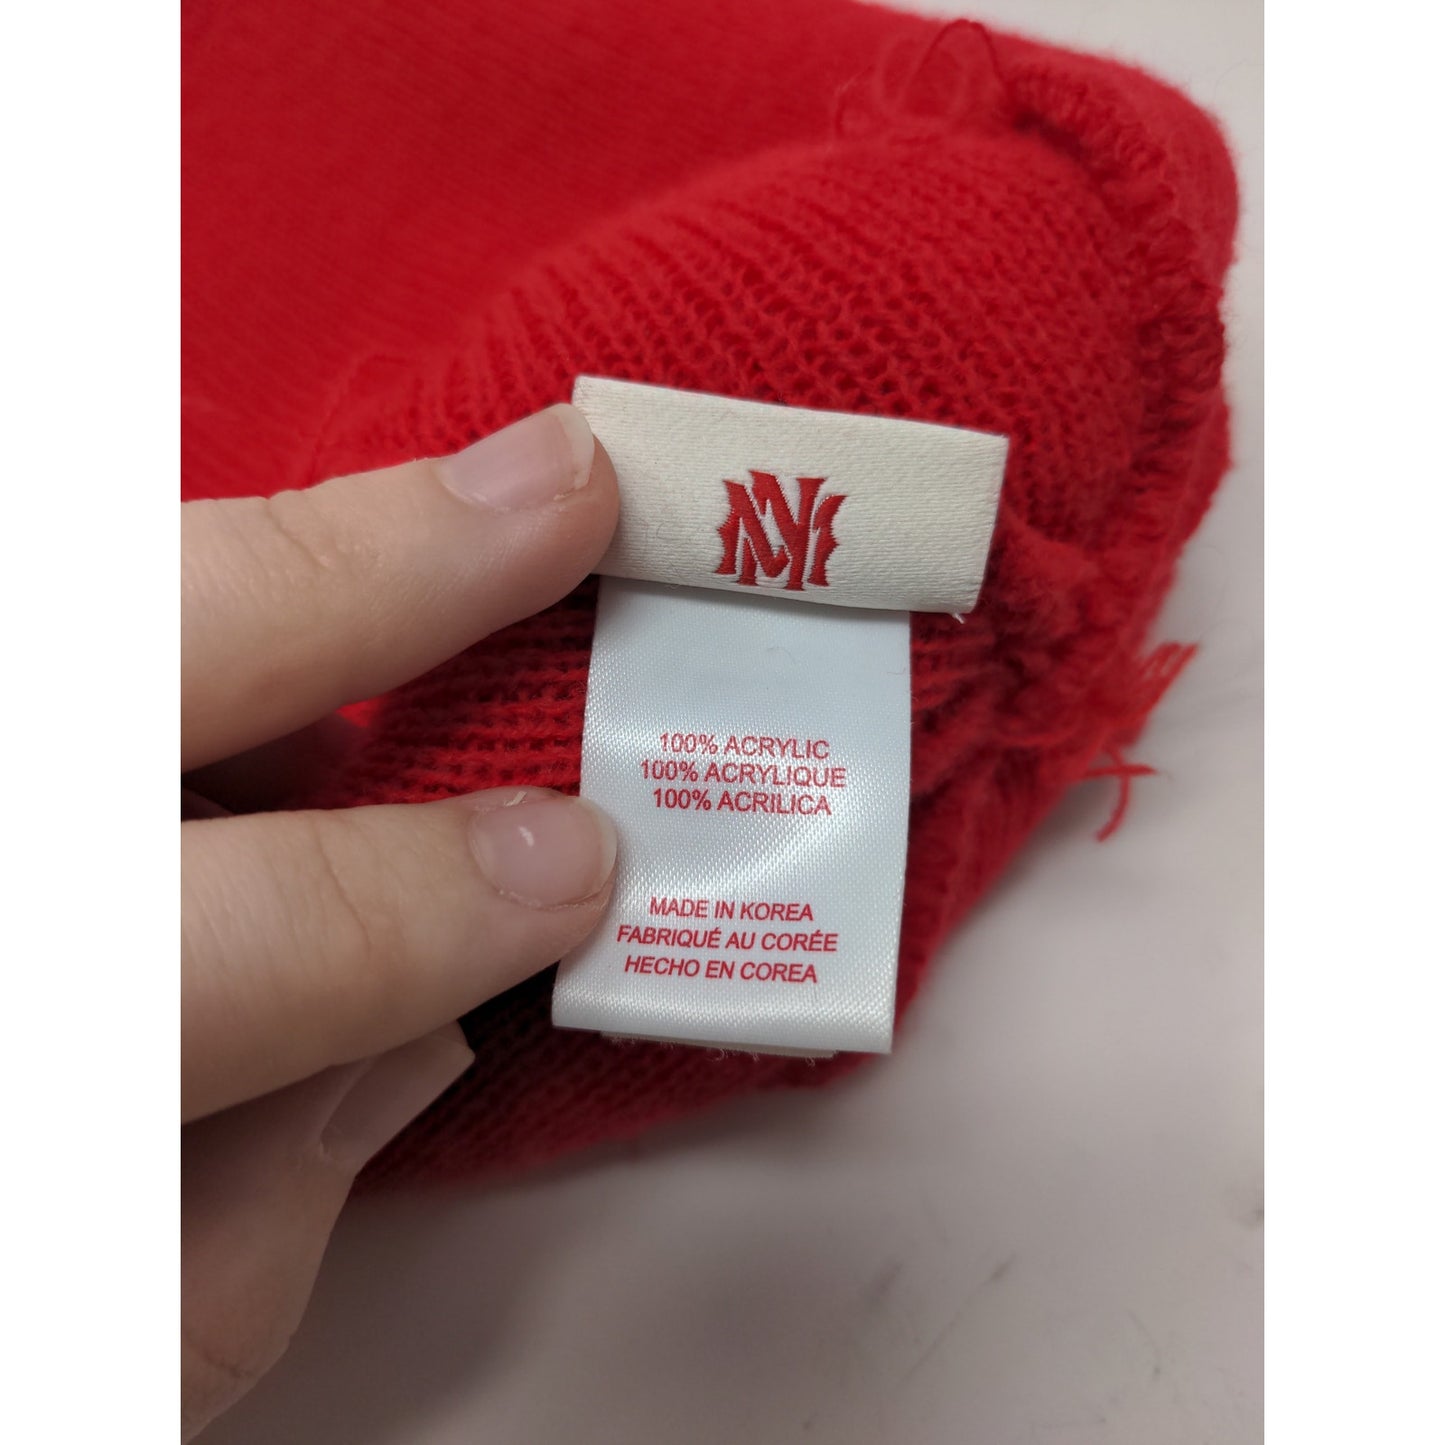 100% ACRYLIC
100% ACRYLIQUE
100% ACRILICA
MADE IN KOREA
FABRIQUÉ AU CORÉE
HECHO EN COREA